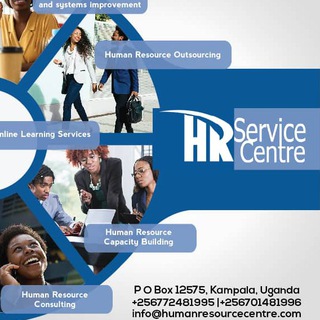 and systems improvement
Human Resource Outsourcing
nline Learning Services
HR Service
Centre
Human Resource
Capacity Building
Human Resource
Consulting
P O Box 12575, Kampala, Uganda
+256772481995 |+256701481996
info@humanresourcecentre.com